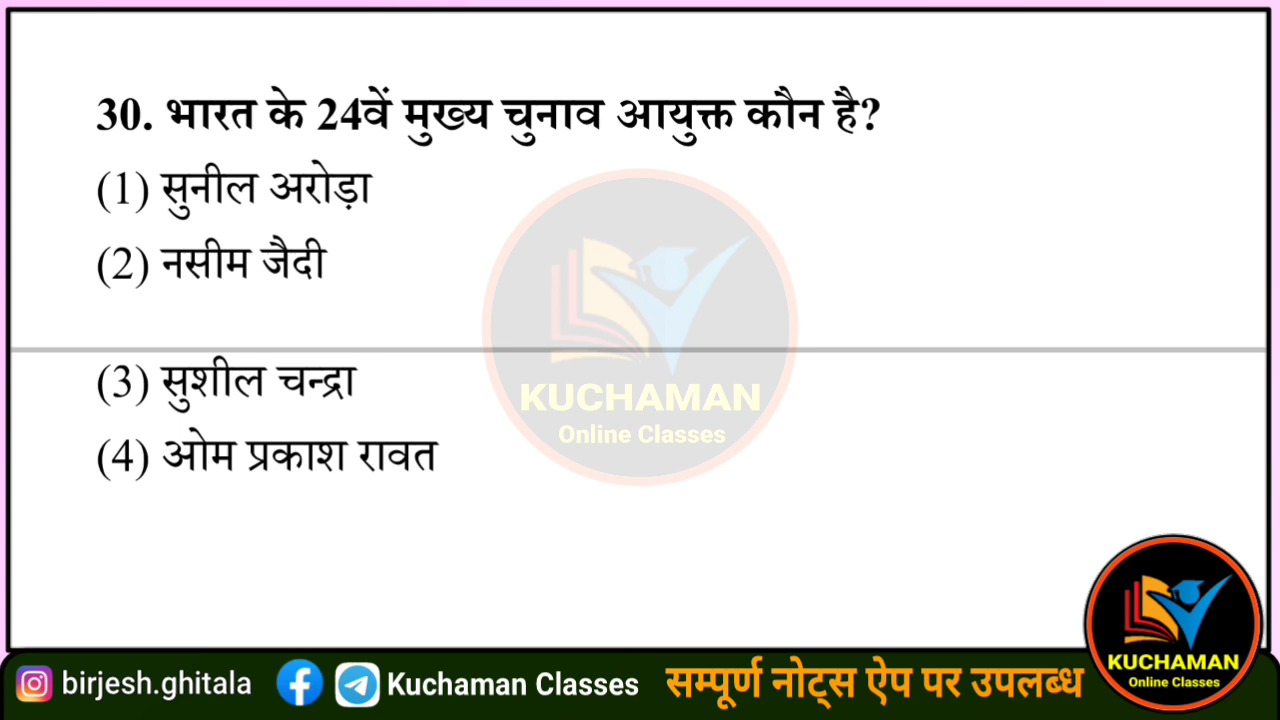 30. भारत के 24वें मुख्य चुनाव आयुक्त कौन है?
(1) सुनील अरोड़ा
(2) नसीम जैदी
KUCHAMAN
Online Classes
(3) सुशील चन्द्रा
(4) ओम प्रकाश रावत
KUCHAMAN
Online Classes
birjesh.ghitala
Kuchaman Classes
सम्पूर्ण नोट्स ऐप पर उपलब्ध